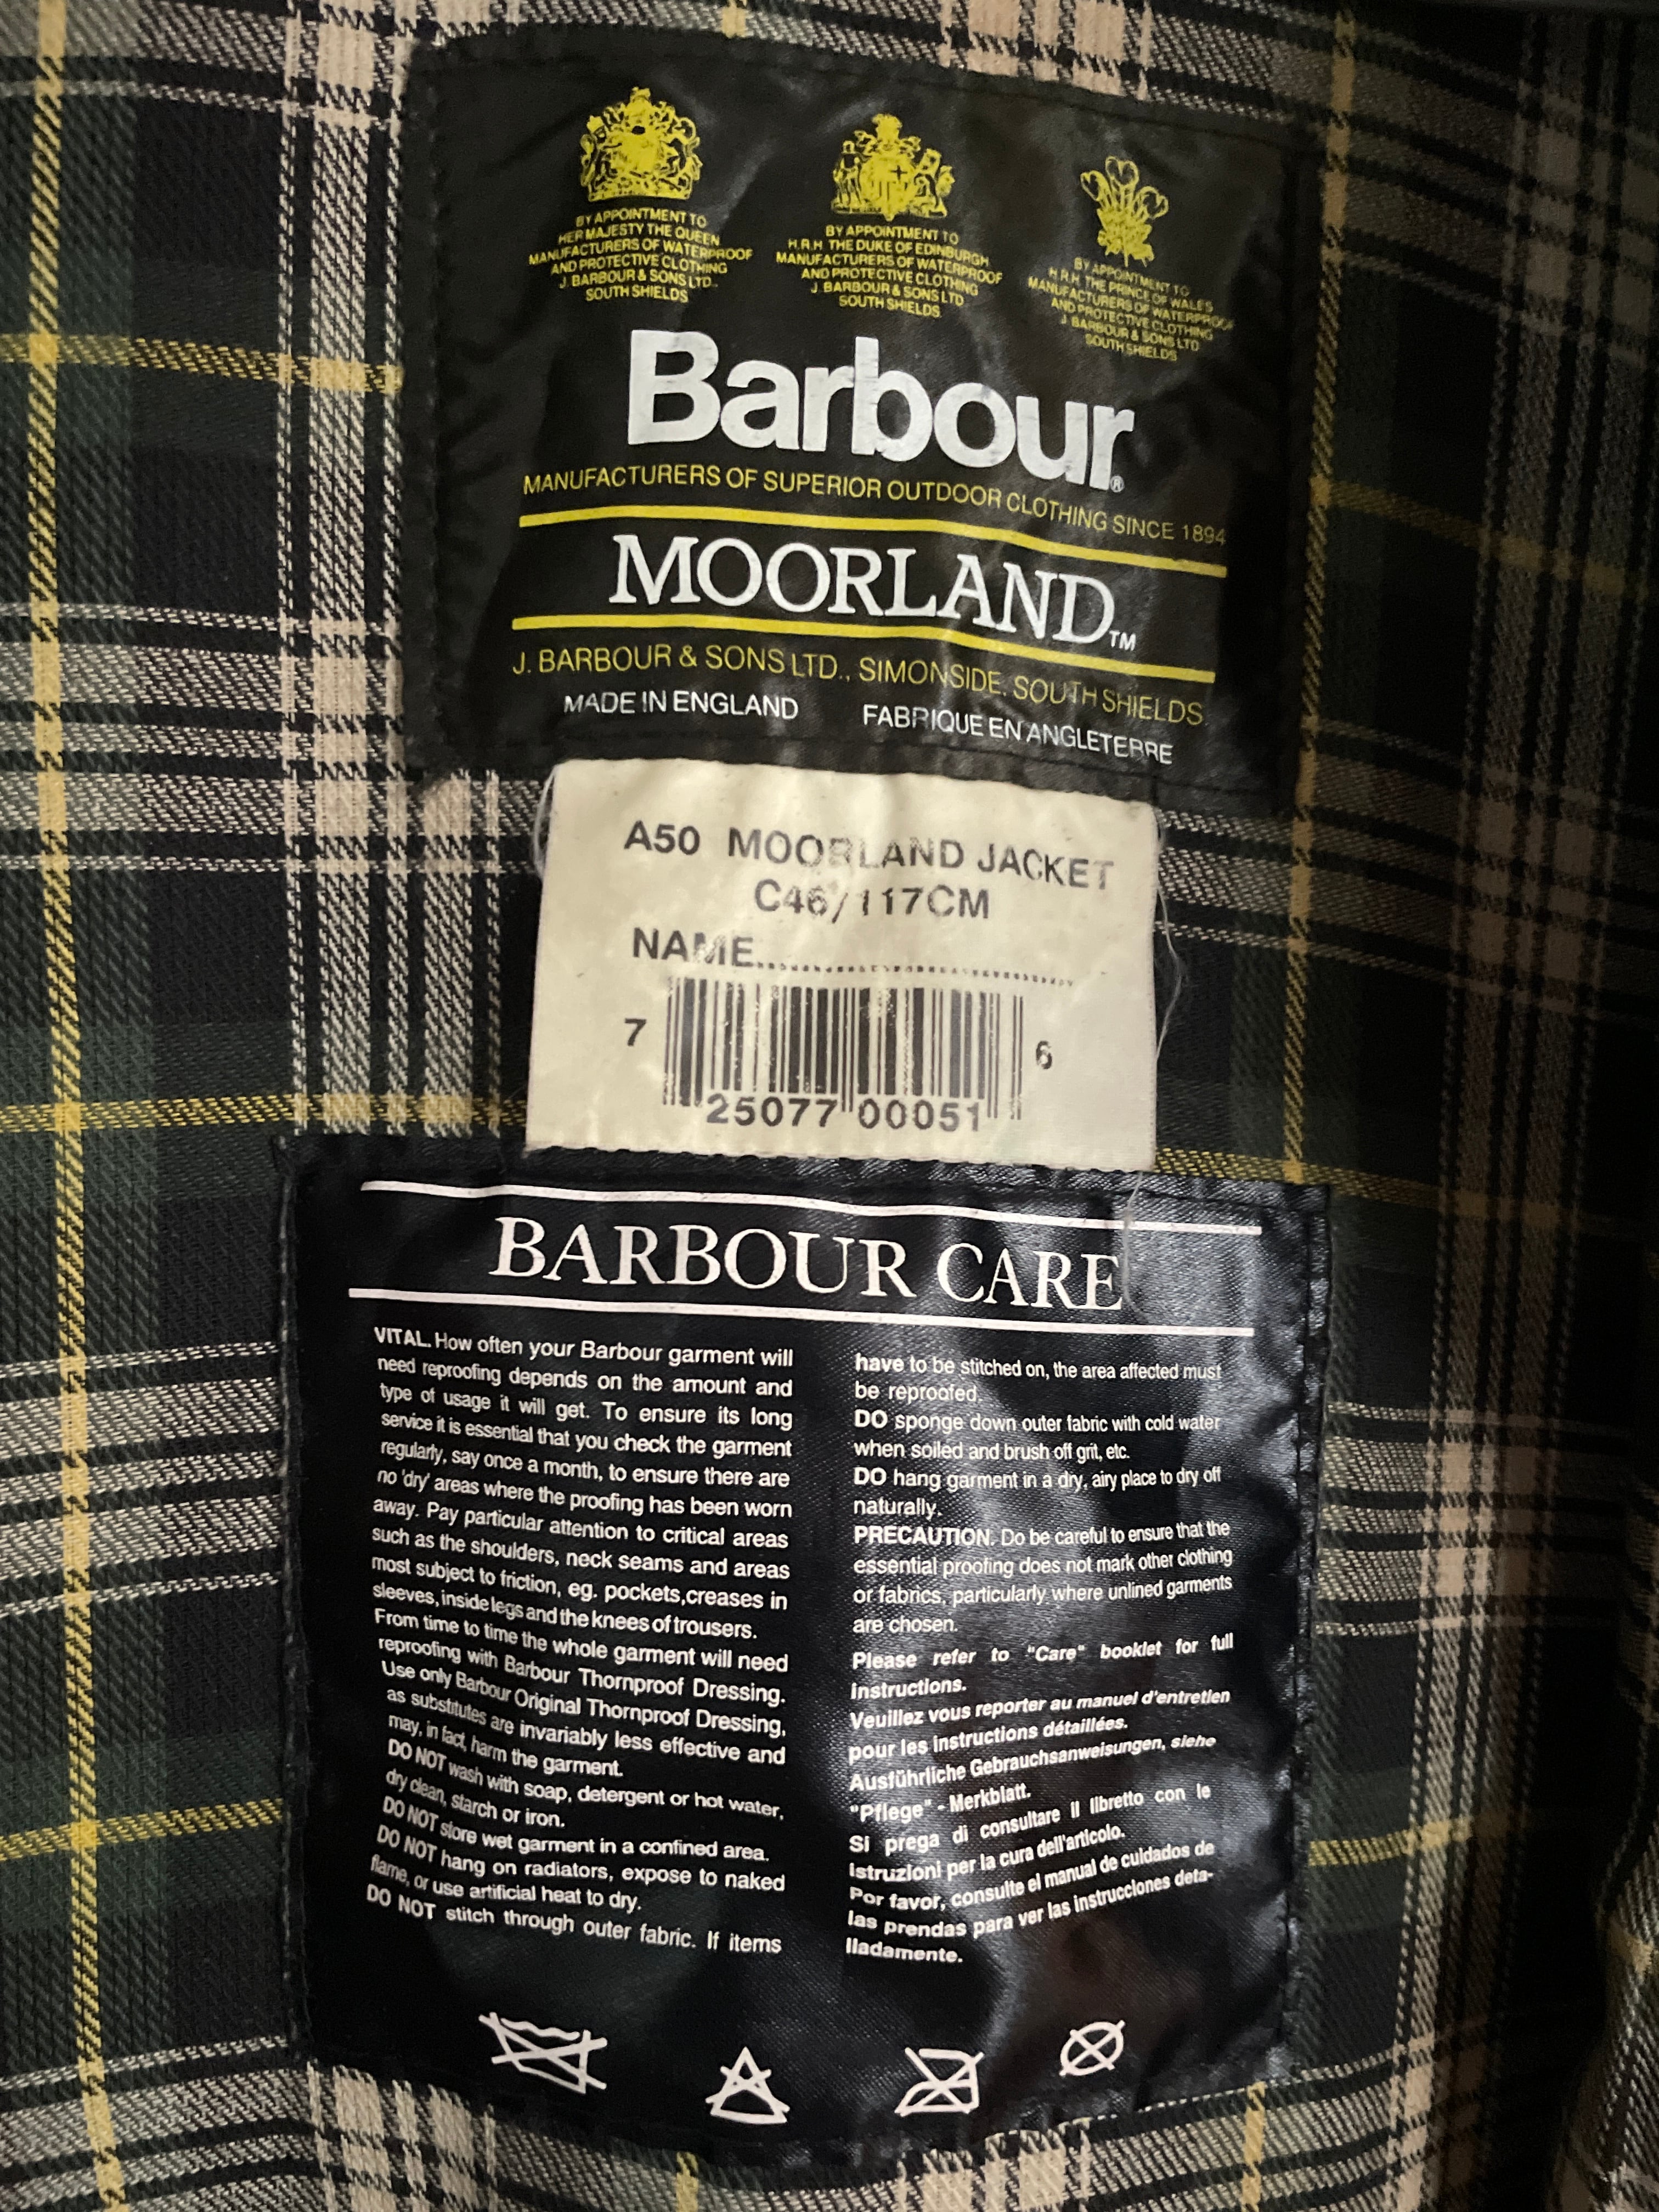 BY APPOINTMENT TO
HER MAJESTY THE QUEEN
MANUFACTURERS OF WATERPROOF
AND PROTECTIVE CLOTHING
J. BARBOUR & SONS LTD.
SOUTH SHIELDS
BY APPOINTMENT TO
H.R.H THE DUKE OF EDINBURGH
MANUFACTURERS OF WATERPROOF
AND PROTECTIVE CLOTHING
J. BARBOUR & SONS LTD
SOUTH SHIELDS.
BY APPOINTMENT TO
H.R.H. THE PRINCE OF WALES
MANUFACTURERS OF WATERPROOF
AND PROTECTIVE CLOTHING
J. BARBOUR & SONS LTD
SOUTH SHIELDS
Barbour®
MANUFACTURERS OF SUPERIOR OUTDOOR CLOTHING SINCE 1894
MOORLAND™
J. BARBOUR & SONS LTD., SIMONSIDE, SOUTH SHIELDS.
MADE IN ENGLAND FABRIQUE EN ANGLETERRE
A50 MOORLAND JACKET
C46/117CM
NAME..............................
7 25077 00051 6
BARBOUR CARE
VITAL. How often your Barbour garment will
need reproofing depends on the amount and
type of usage it will get. To ensure its long
service it is essential that you check the garment
regularly, say once a month, to ensure there are
no 'dry' areas where the proofing has been worn
away. Pay particular attention to critical areas
such as the shoulders, neck seams and areas
most subject to friction, eg. pockets,creases in
sleeves, inside legs and the knees of trousers.
From time to time the whole garment will need
reproofing with Barbour Thornproof Dressing.
Use only Barbour Original Thornproof Dressing,
as substitutes are invariably less effective and
may, in fact, harm the garment.
DO NOT wash with soap, detergent or hot water,
dry clean, starch or iron.
DO NOT store wet garment in a confined area.
DO NOT hang on radiators, expose to naked
flame, or use artificial heat to dry.
DO NOT stitch through outer fabric. If items
have to be stitched on, the area affected must
be reproofed.
DO sponge down outer fabric with cold water
when soiled and brush off grit, etc.
DO hang garment in a dry, airy place to dry off
naturally.
PRECAUTION. Do be careful to ensure that the
essential proofing does not mark other clothing
or fabrics, particularly where unlined garments
are chosen.
Please refer to "Care" booklet for full
instructions.
Veuillez vous reporter au manuel d'entretien
pour les instructions détaillées.
Ausführliche Gebrauchsanweisungen, siehe
"Pflege" - Merkblatt.
Si prega di consultare il libretto con le
istruzioni per la cura dell'articolo.
Por favor, consulte el manual de cuidados de
las prendas para ver las instrucciones deta-
lladamente.